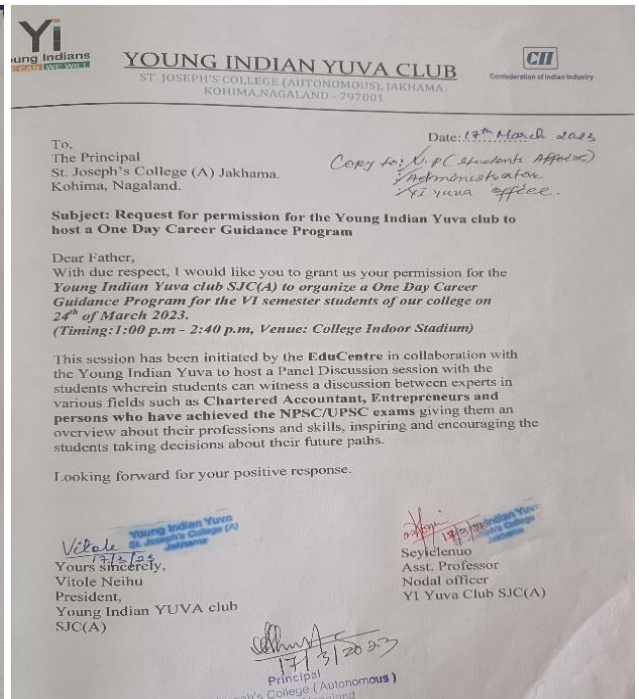 Yi
ung Indians
CAN WE WILL
YOUNG INDIAN YUVA CLUB
ST. JOSEPH'S COLLEGE (AUTONOMOUS), JAKHAMA
KOHIMA,NAGALAND - 797001
CII
Confederation of Indian Industry
Date: 17th March 2023
To,
The Principal
St. Joseph's College (A) Jakhama.
Kohima, Nagaland.
Copy to: V.P ( Students Affairs)
Administrator
Yi Yuva office.
Subject: Request for permission for the Young Indian Yuva club to
host a One Day Career Guidance Program
Dear Father,
With due respect, I would like you to grant us your permission for the
Young Indian Yuva club SJC(A) to organize a One Day Career
Guidance Program for the VI semester students of our college on
24th of March 2023.
(Timing:1:00 p.m – 2:40 p.m, Venue: College Indoor Stadium)
This session has been initiated by the EduCentre in collaboration with
the Young Indian Yuva to host a Panel Discussion session with the
students wherein students can witness a discussion between experts in
various fields such as Chartered Accountant, Entrepreneurs and
persons who have achieved the NPSC/UPSC exams giving them an
overview about their professions and skills, inspiring and encouraging the
students taking decisions about their future paths.
Looking forward for your positive response.
Young Indian Yuva
St. Joseph's College (A)
Jakhama
Vitole
17/3/23
Yours sincerely,
Vitole Neihu
President,
Young Indian YUVA club
SJC(A)
Indian Yuv
's College
Jakhama
Seyielenuo
Asst. Professor
Nodal officer
YI Yuva Club SJC(A)
17/3/2023
Principal
's College (Autonomous)